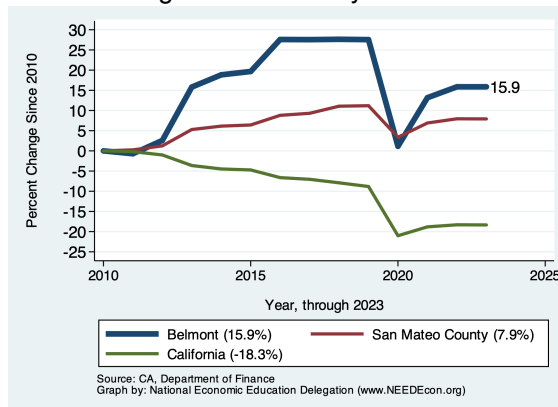 30
25
20
15
10
5
0
-5
-10
-15
-20
-25
Percent Change Since 2010
15.9
2010 2015 2020 2025
Year, through 2023
Belmont (15.9%) San Mateo County (7.9%)
California (-18.3%)
Source: CA, Department of Finance
Graph by: National Economic Education Delegation (www.NEEDEcon.org)